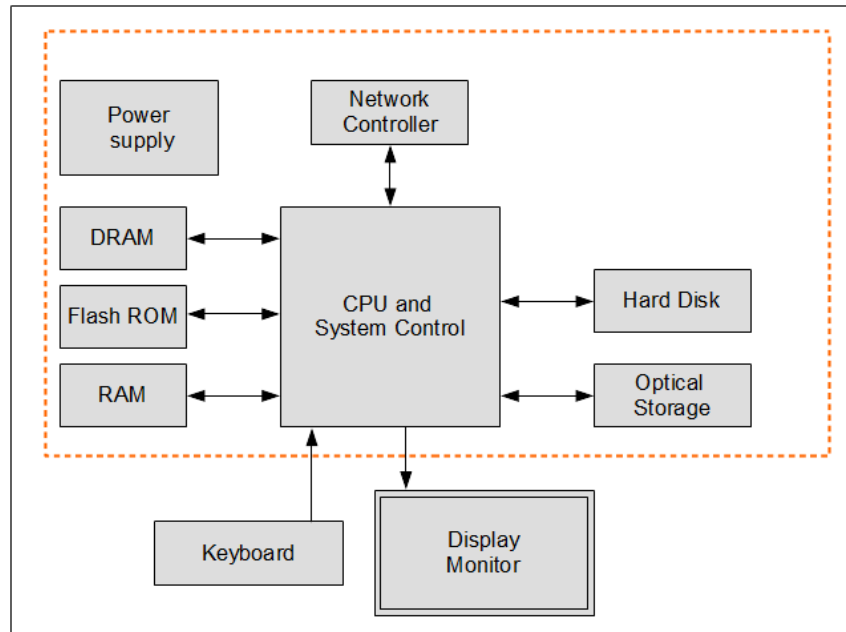 Power
supply
Network
Controller
DRAM
Flash ROM
RAM
CPU and
System Control
Hard Disk
Optical
Storage
Keyboard
Display
Monitor